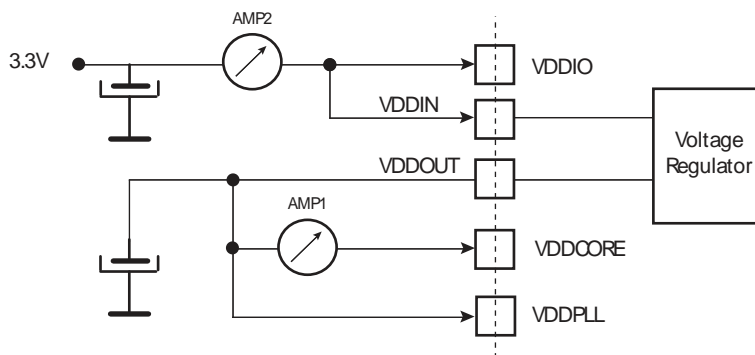 AMP2
3.3V
VDDIO
VDDIN
Voltage
Regulator
VDDOUT
AMP1
VDDCORE
VDDPLL